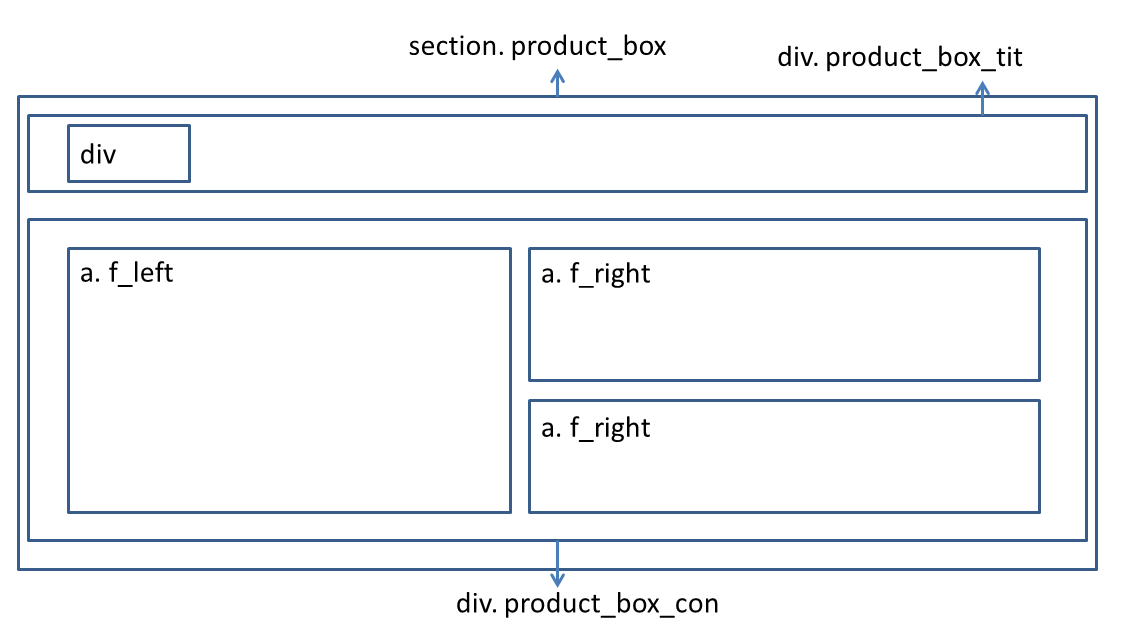 section. product_box
div. product_box_tit
div
a. f_left
a. f_right
a. f_right
div. product_box_con